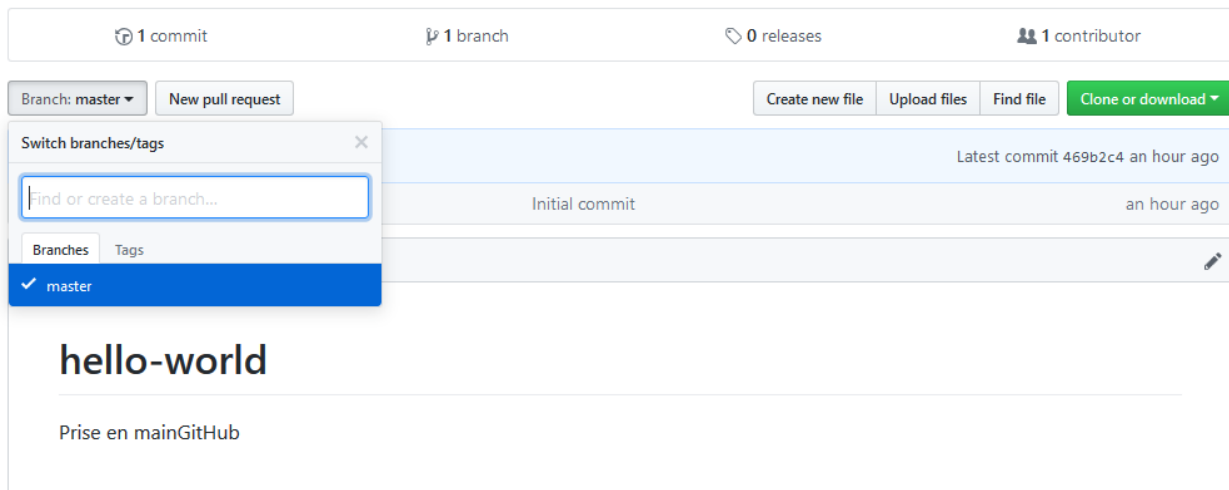 1 commit 1 branch 0 releases 1 contributor
Branch: master New pull request Create new file Upload files Find file Clone or download
Switch branches/tags
Latest commit 469b2c4 an hour ago
Find or create a branch...
Initial commit an hour ago
Branches Tags
master
hello-world
Prise en mainGitHub